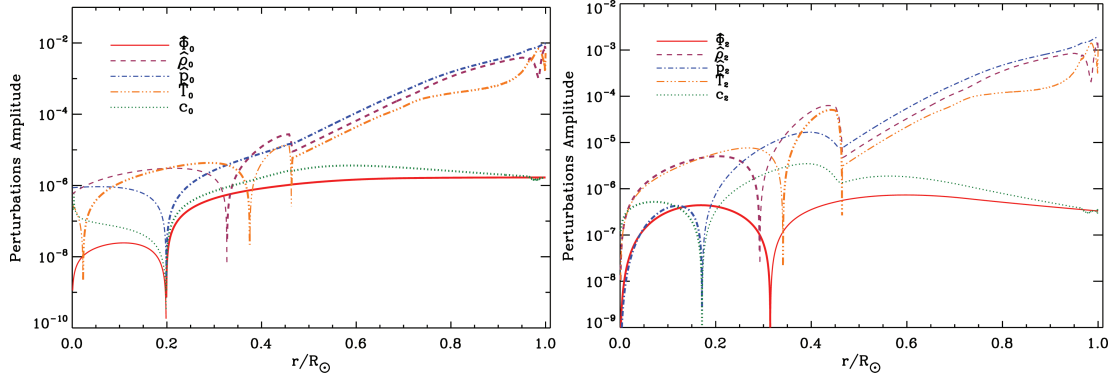 Perturbations Amplitude
10⁻²
10⁻⁴
10⁻⁶
10⁻⁸
10⁻¹⁰
Φ̂₀
ρ̂₀
p̂₀
T̂₀
c₀
0.0 0.2 0.4 0.6 0.8 1.0
r/R⊙
Perturbations Amplitude
10⁻²
10⁻³
10⁻⁴
10⁻⁵
10⁻⁶
10⁻⁷
10⁻⁸
10⁻⁹
Φ̂₂
ρ̂₂
p̂₂
T̂₂
c₂
0.0 0.2 0.4 0.6 0.8 1.0
r/R⊙